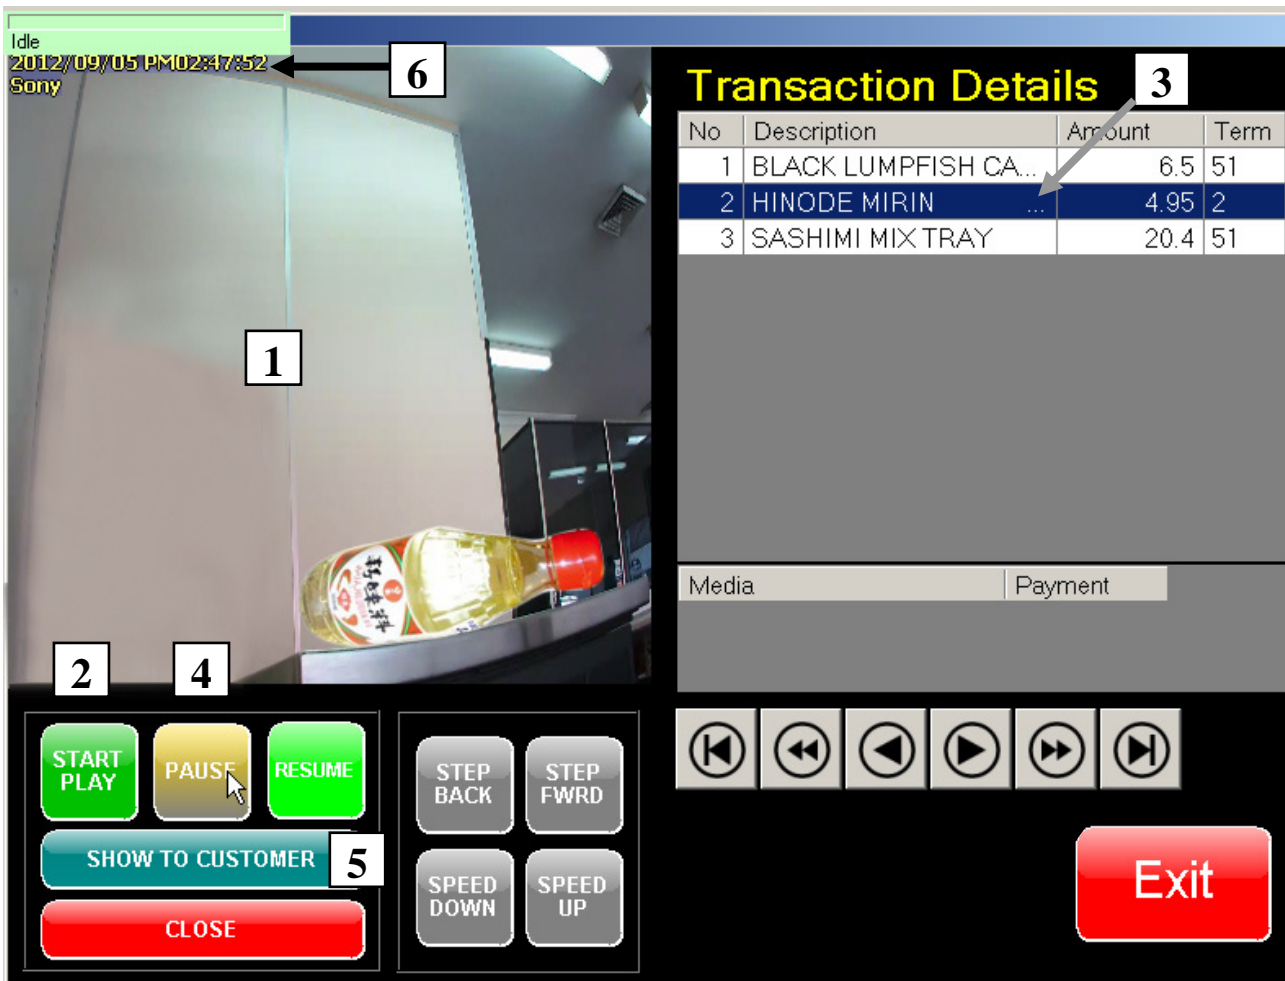 Idle
2012/09/05 PM02:47:52
Sony
6
Transaction Details
3
No Description Amount Term
1 BLACK LUMPFISH CA... 6.5 51
2 HINODE MIRIN ... 4.95 2
3 SASHIMI MIX TRAY 20.4 51
1
新味料
Media Payment
2
4
START PLAY
PAUSE
RESUME
STEP BACK
STEP FWRD
SHOW TO CUSTOMER
5
SPEED DOWN
SPEED UP
CLOSE
Exit